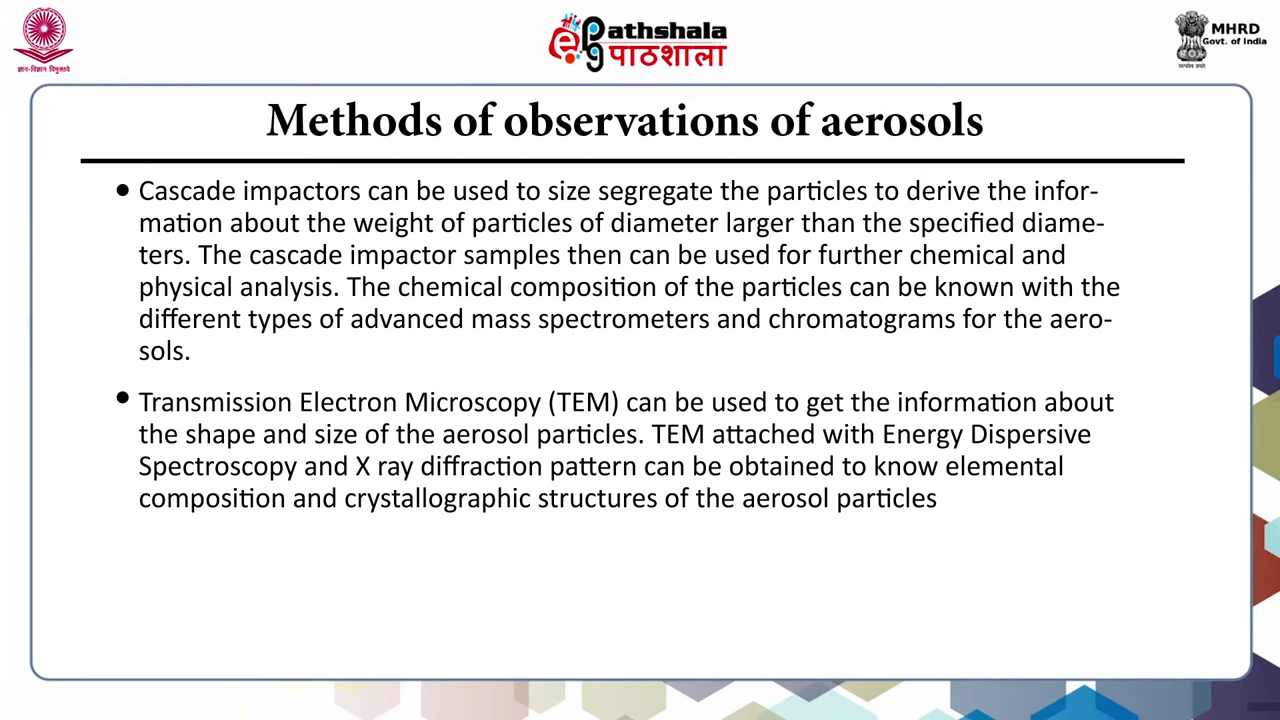 ज्ञान-विज्ञान विमुक्तये
ePG Pathshala
पाठशाला
MHRD
Govt. of India
सत्यमेव जयते
Methods of observations of aerosols
• Cascade impactors can be used to size segregate the particles to derive the infor-
mation about the weight of particles of diameter larger than the specified diame-
ters. The cascade impactor samples then can be used for further chemical and
physical analysis. The chemical composition of the particles can be known with the
different types of advanced mass spectrometers and chromatograms for the aero-
sols.
• Transmission Electron Microscopy (TEM) can be used to get the information about
the shape and size of the aerosol particles. TEM attached with Energy Dispersive
Spectroscopy and X ray diffraction pattern can be obtained to know elemental
composition and crystallographic structures of the aerosol particles